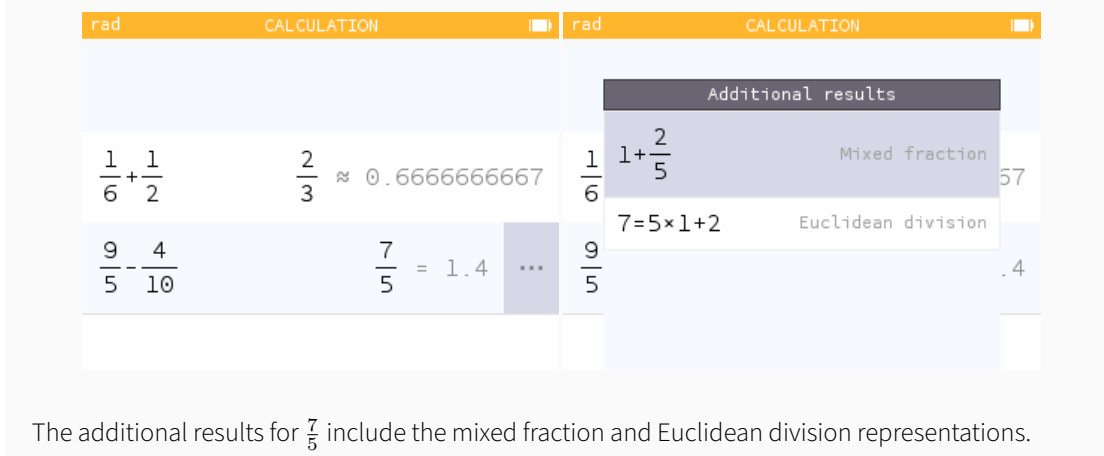 rad CALCULATION
1/6+1/2 2/3 ≈ 0.6666666667
9/5-4/10 7/5 = 1.4 ...
rad CALCULATION
Additional results
1/6 1+2/5 Mixed fraction 67
7=5×1+2 Euclidean division
9/5 .4
The additional results for 7/5 include the mixed fraction and Euclidean division representations.